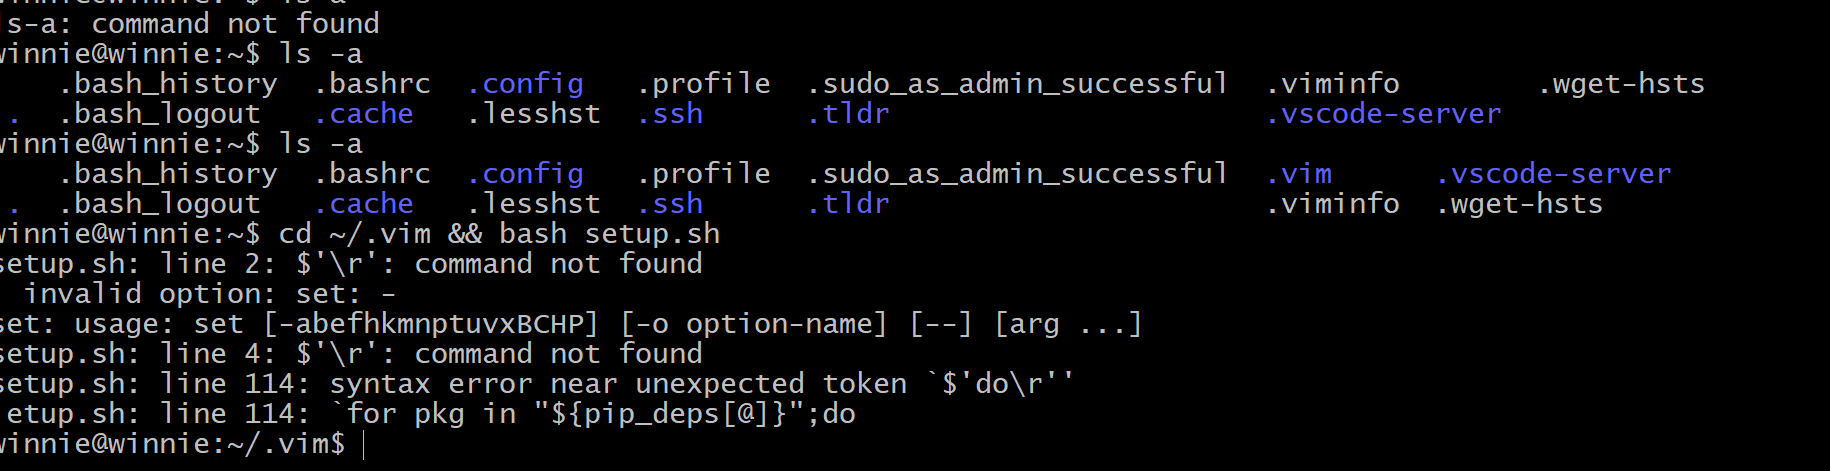 s-a: command not found
winnie@winnie:~$ ls -a
.bash_history .bashrc .config .profile .sudo_as_admin_successful .viminfo .wget-hsts
. .bash_logout .cache .lesshst .ssh .tldr .vscode-server
winnie@winnie:~$ ls -a
.bash_history .bashrc .config .profile .sudo_as_admin_successful .vim .vscode-server
. .bash_logout .cache .lesshst .ssh .tldr .viminfo .wget-hsts
winnie@winnie:~$ cd ~/.vim && bash setup.sh
setup.sh: line 2: $'\r': command not found
invalid option: set: -
set: usage: set [-abefhkmnptuvxBCHP] [-o option-name] [--] [arg ...]
setup.sh: line 4: $'\r': command not found
setup.sh: line 114: syntax error near unexpected token `$'do\r''
etup.sh: line 114: `for pkg in "${pip_deps[@]}";do
winnie@winnie:~/.vim$